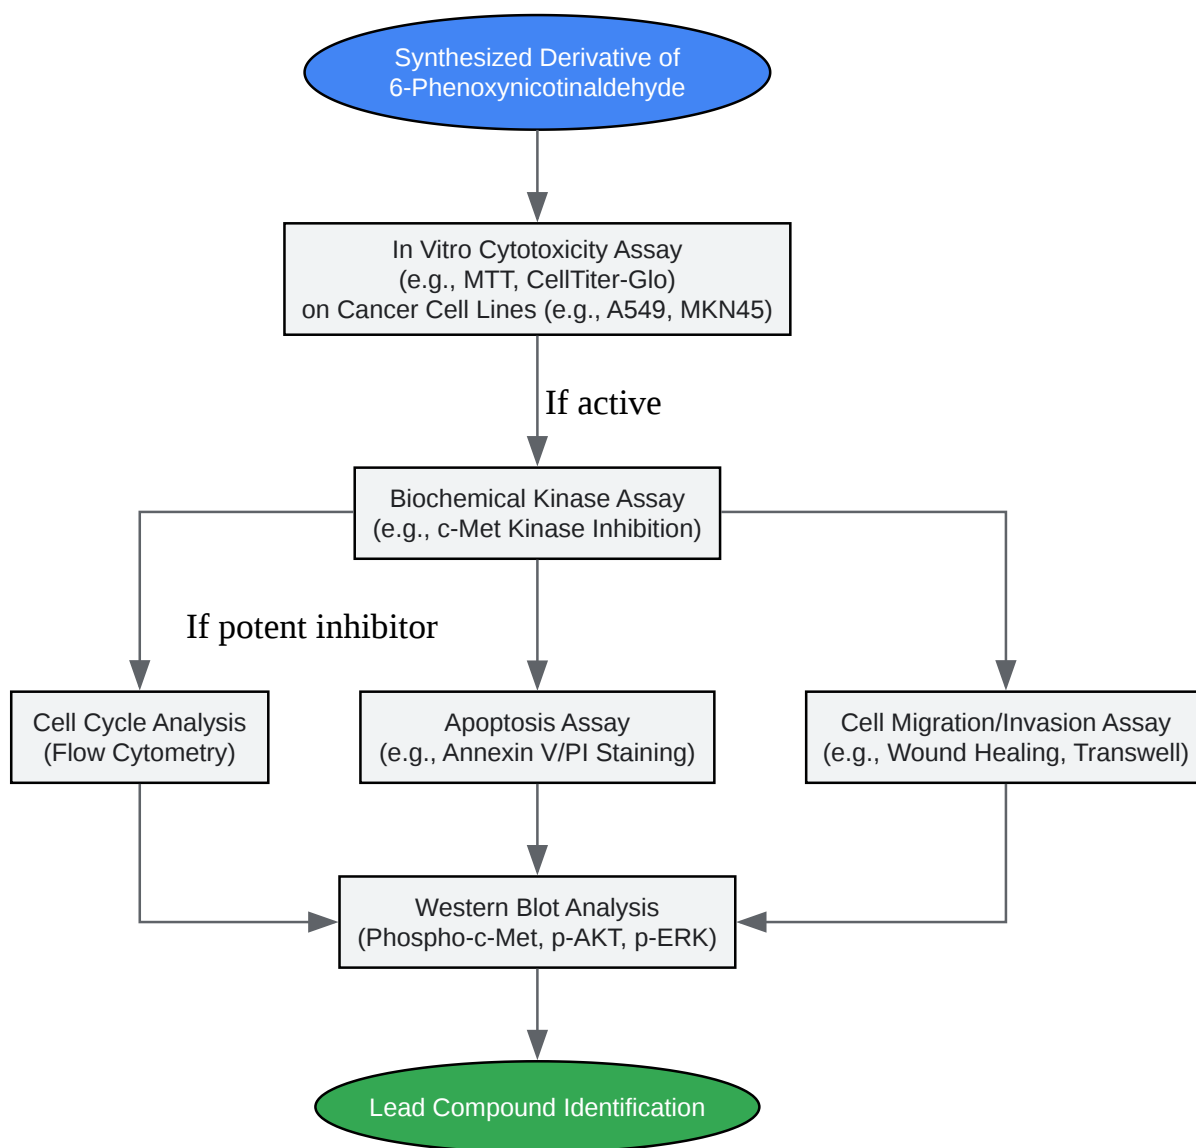 Synthesized Derivative of
6-Phenoxynicotinaldehyde
In Vitro Cytotoxicity Assay
(e.g., MTT, CellTiter-Glo)
on Cancer Cell Lines (e.g., A549, MKN45)
If active
Biochemical Kinase Assay
(e.g., c-Met Kinase Inhibition)
If potent inhibitor
Cell Cycle Analysis
(Flow Cytometry)
Apoptosis Assay
(e.g., Annexin V/PI Staining)
Cell Migration/Invasion Assay
(e.g., Wound Healing, Transwell)
Western Blot Analysis
(Phospho-c-Met, p-AKT, p-ERK)
Lead Compound Identification